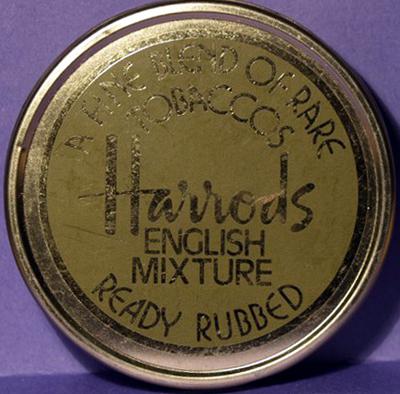 A FINE BLEND OF RARE
TOBACCOS
Harrods
ENGLISH
MIXTURE
READY RUBBED